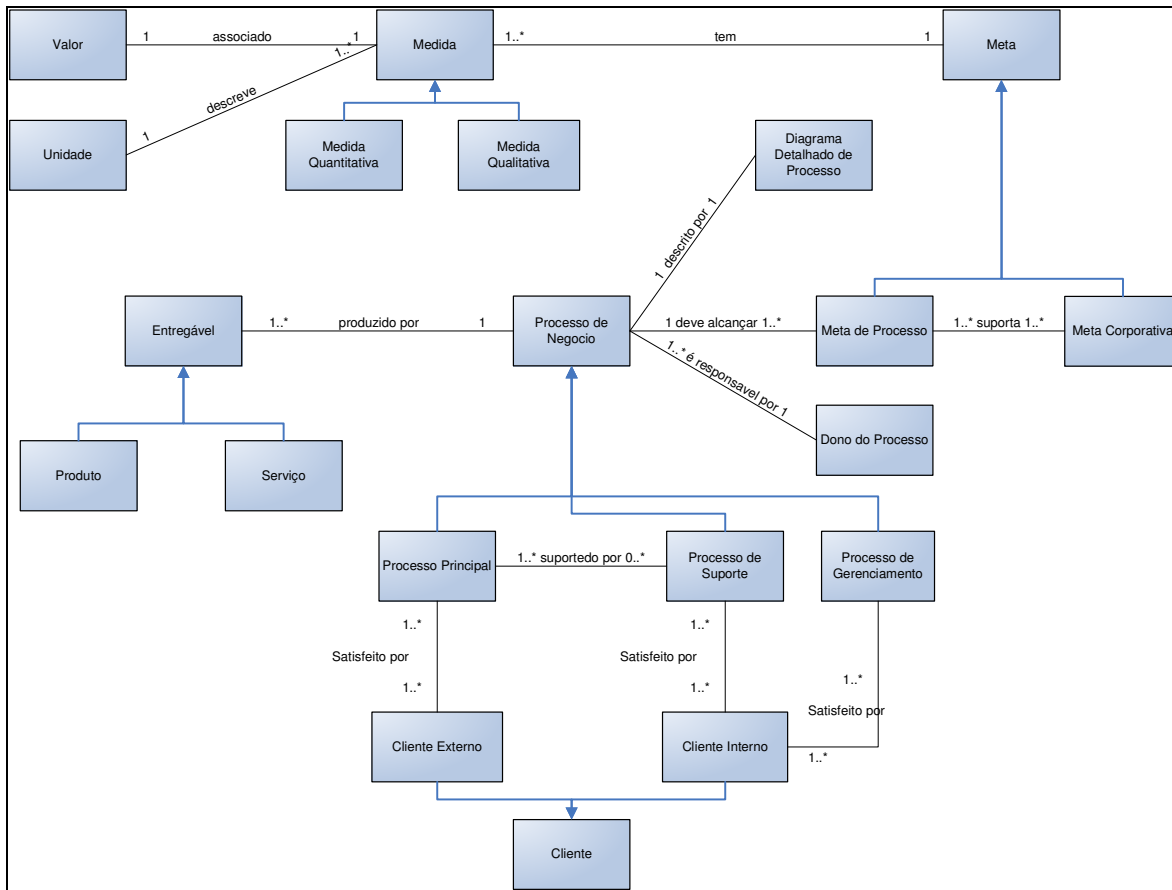 Valor
1
associado
1
Medida
1..*
tem
1
Meta
1..*
descreve
1
Unidade
Medida
Quantitativa
Medida
Qualitativa
Diagrama
Detalhado de
Processo
1 descrito por 1
Entregável
1..*
produzido por
1
Processo de
Negocio
1 deve alcançar 1..*
Meta de Processo
1..* suporta 1..*
Meta Corporativa
1..* é responsavel por 1
Dono do Processo
Produto
Serviço
Processo Principal
1..* suportedo por 0..*
Processo de
Suporte
Processo de
Gerenciamento
1..*
Satisfeito por
1..*
1..*
Satisfeito por
1..*
1..*
Satisfeito por
1..*
Cliente Externo
Cliente Interno
Cliente